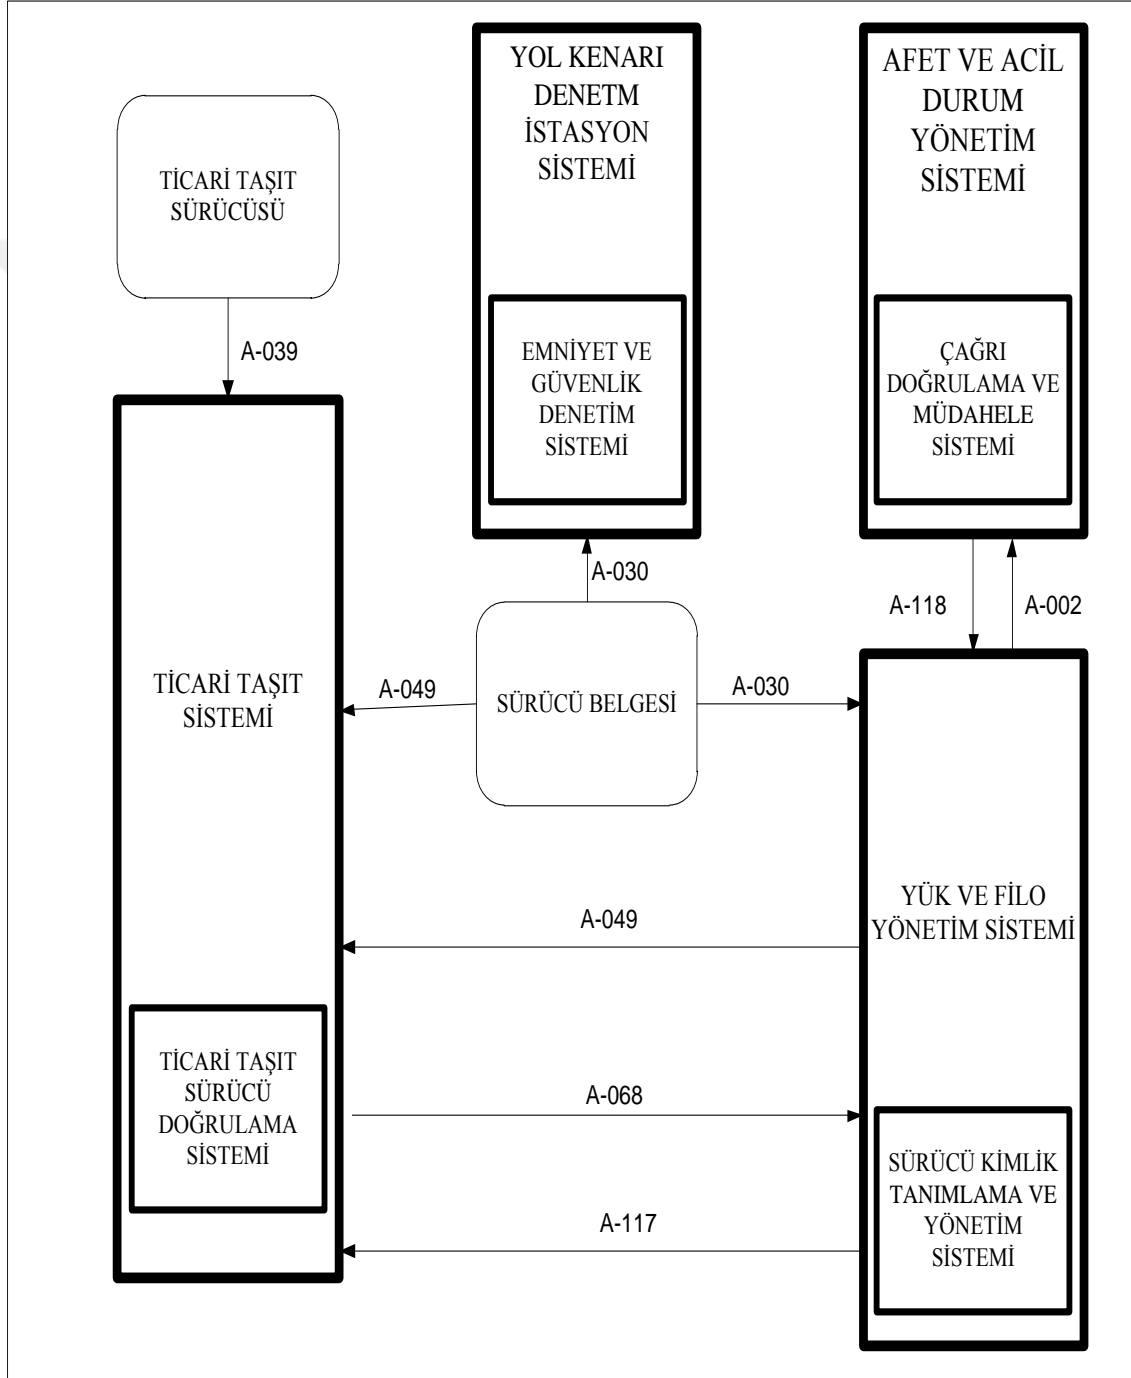 YOL KENARI
DENETM
İSTASYON
SİSTEMİ
AFET VE ACİL
DURUM
YÖNETİM
SİSTEMİ
TİCARİ TAŞIT
SÜRÜCÜSÜ
EMNİYET VE
GÜVENLİK
DENETİM
SİSTEMİ
ÇAĞRI
DOĞRULAMA VE
MÜDAHELE
SİSTEMİ
A-039
A-030
A-118
A-002
TİCARİ TAŞIT
SİSTEMİ
A-049
SÜRÜCÜ BELGESİ
A-030
YÜK VE FİLO
YÖNETİM SİSTEMİ
A-049
TİCARİ TAŞIT
SÜRÜCÜ
DOĞRULAMA
SİSTEMİ
A-068
SÜRÜCÜ KİMLİK
TANIMLAMA VE
YÖNETİM
SİSTEMİ
A-117